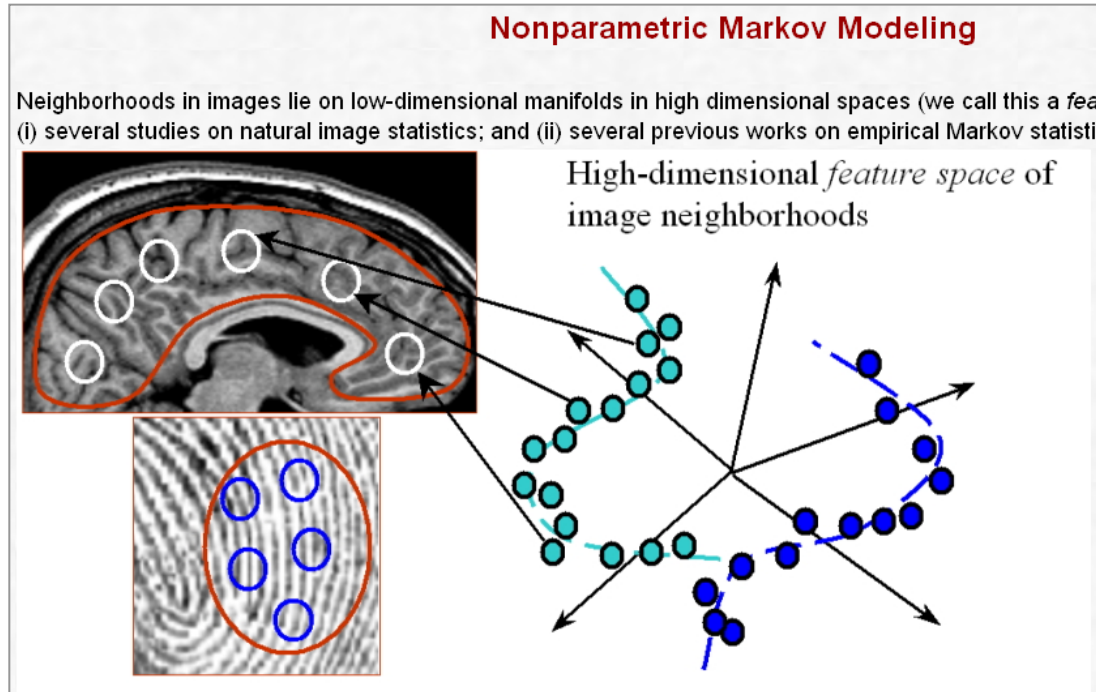 Nonparametric Markov Modeling
Neighborhoods in images lie on low-dimensional manifolds in high dimensional spaces (we call this a
(i) several studies on natural image statistics; and (ii) several previous works on empirical Markov
High-dimensional feature space of
image neighborhoods